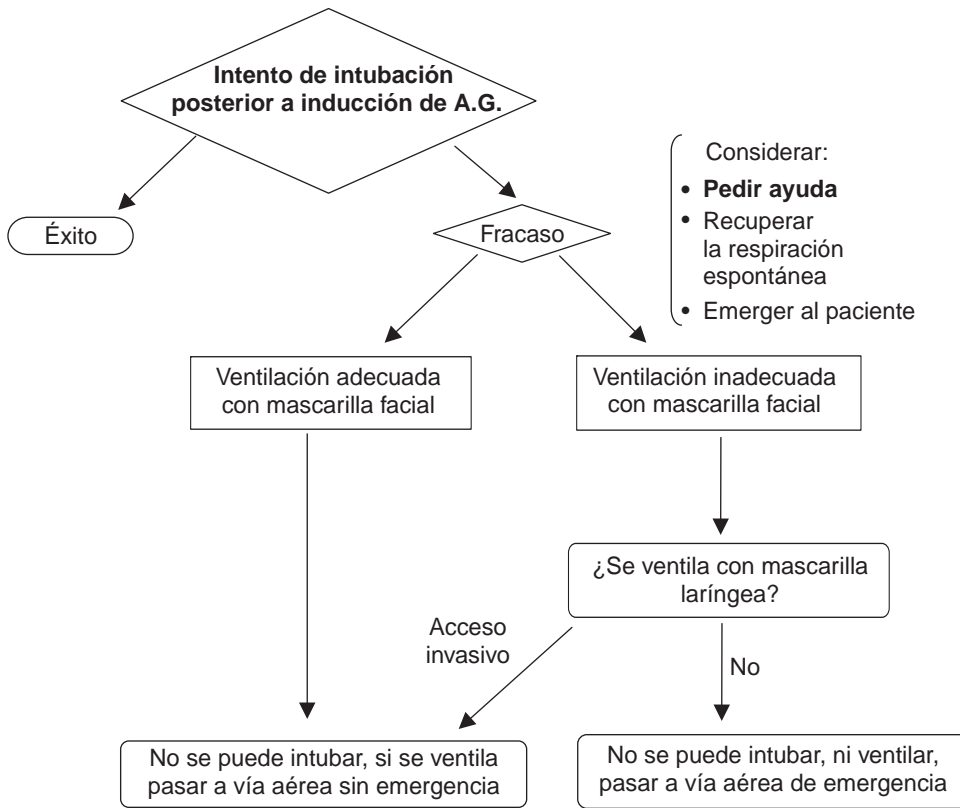 Intento de intubación
posterior a inducción de A.G.
Considerar:
• Pedir ayuda
• Recuperar
la respiración
espontánea
• Emerger al paciente
Éxito
Fracaso
Ventilación adecuada
con mascarilla facial
Ventilación inadecuada
con mascarilla facial
¿Se ventila con mascarilla
laríngea?
Acceso
invasivo
No
No se puede intubar, si se ventila
pasar a vía aérea sin emergencia
No se puede intubar, ni ventilar,
pasar a vía aérea de emergencia